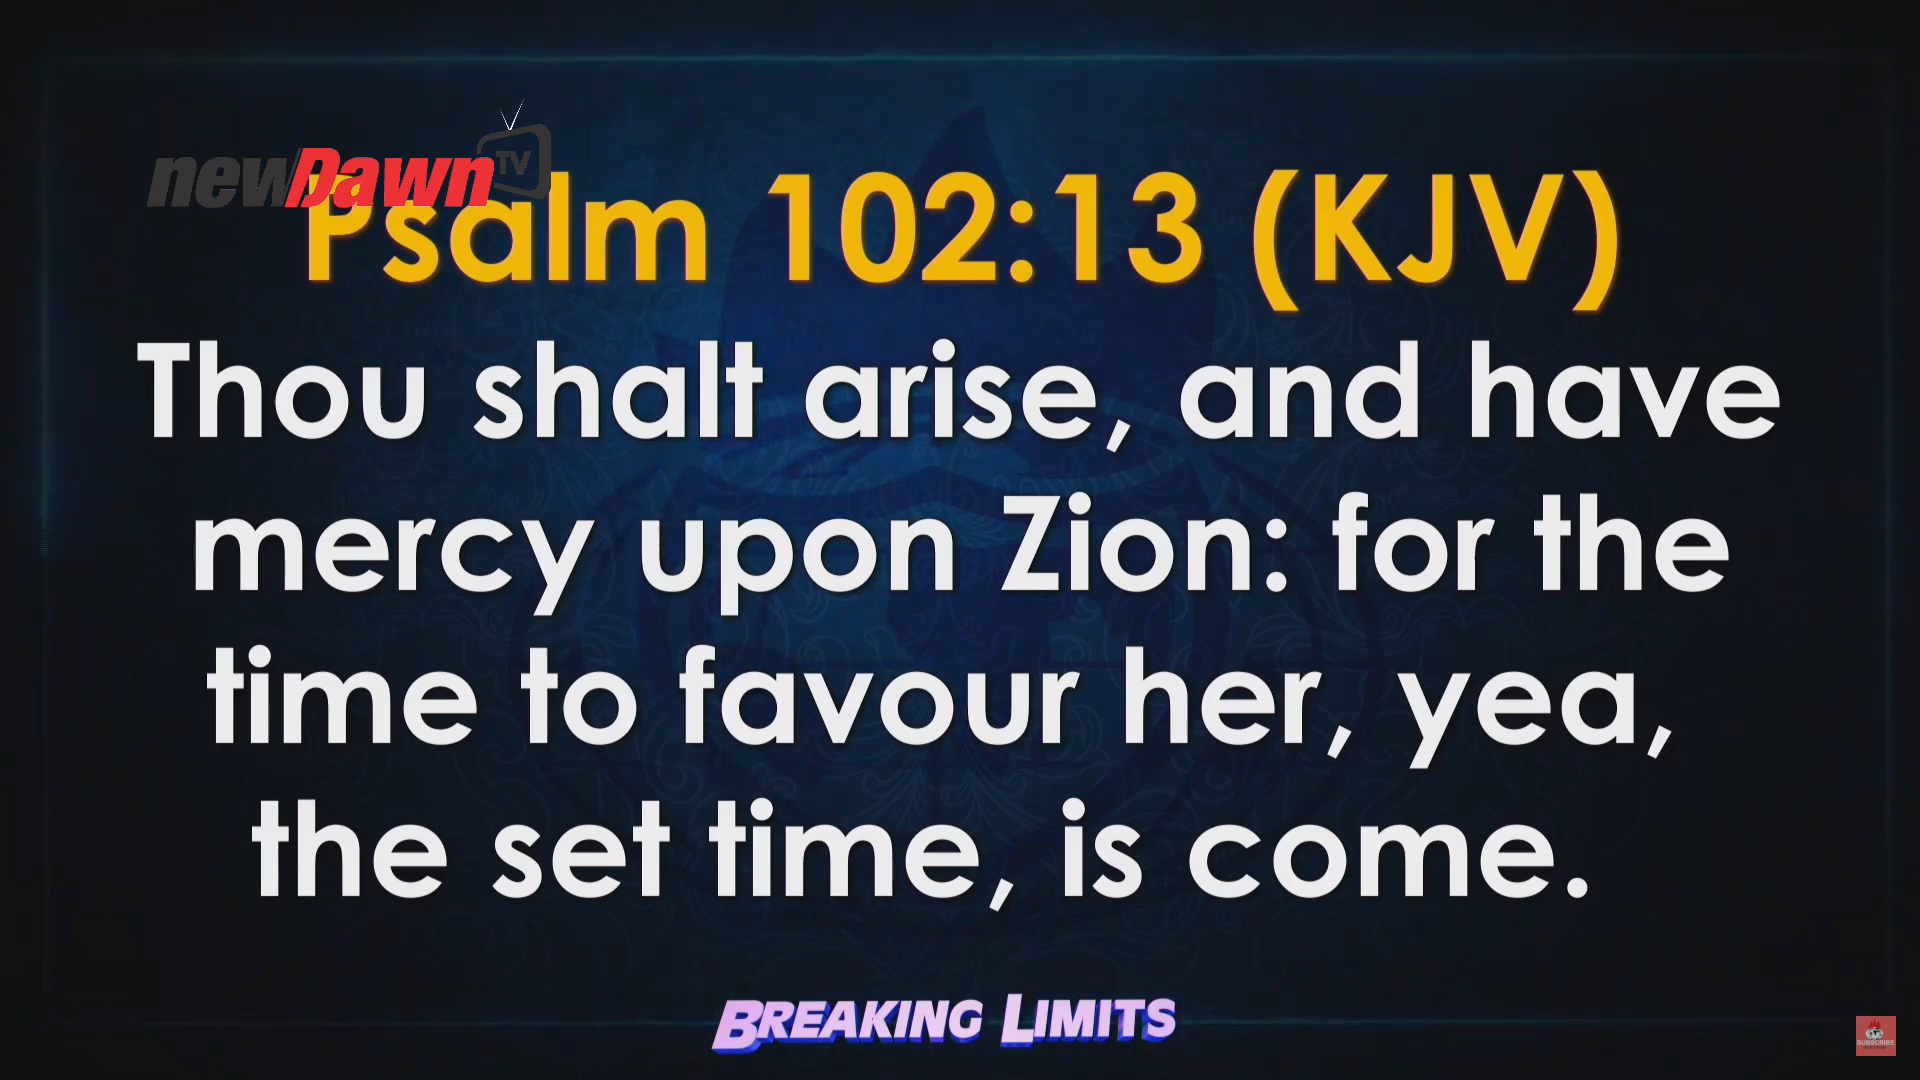 newDawn TV
Psalm 102:13 (KJV)
Thou shalt arise, and have
mercy upon Zion: for the
time to favour her, yea,
the set time, is come.
BREAKING LIMITS
SUBSCRIBE